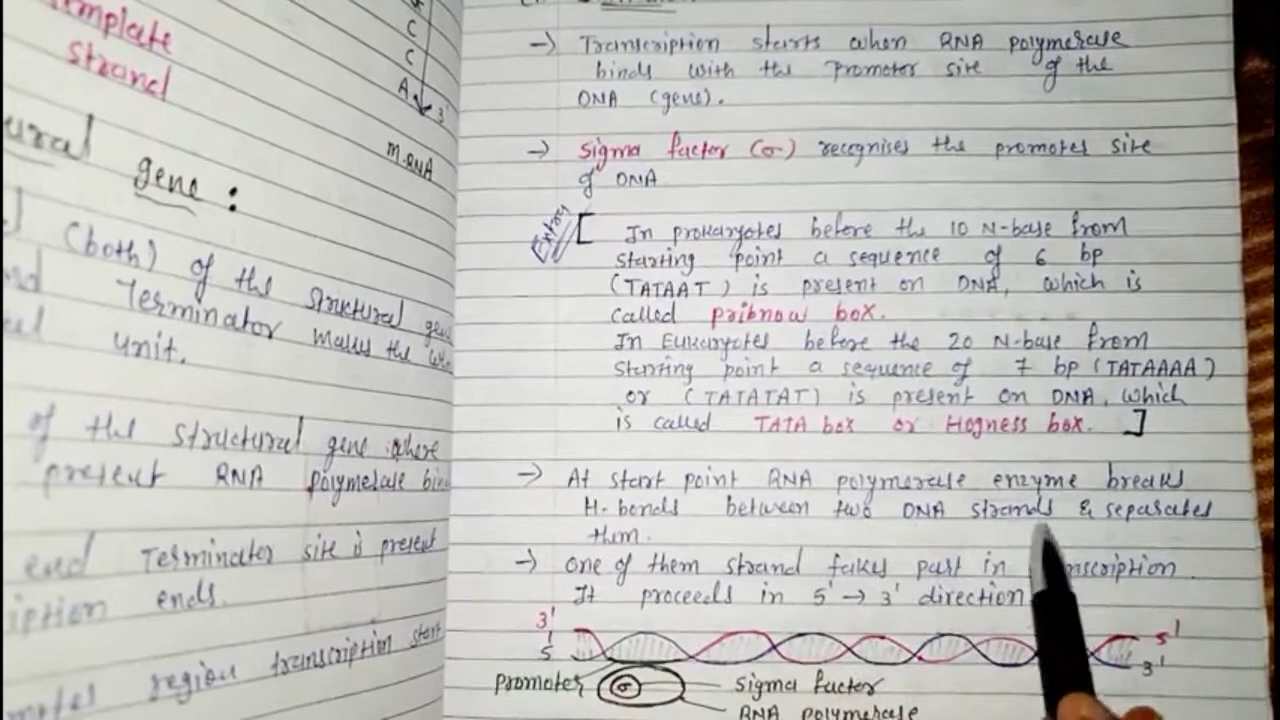 Template
strand
C
C
A
3'
m-RNA
gene :
(both) of the structural
Terminator makes the
unit.
of the structural gene where
present RNA polymerase
end Terminator site is present
ends.
region transcription start
→ Transcription starts when RNA polymerase
binds with the promoter site of the
DNA (gene).
→ Sigma factor (σ) recognises the promoter site
of DNA
Extra
[ In prokaryotes before the 10 N-base from
starting point a sequence of 6 bp
(TATAAT) is present on DNA, which is
called pribnow box.
In Eukaryotes before the 20 N-base from
Starting point a sequence of 7 bp (TATAAAA)
or (TATATAT) is present on DNA, which
is called TATA box or Hogness box. ]
→ At start point RNA polymerase enzyme breaks
H-bonds between two DNA strands & separates
them.
→ one of them strand takes part in
It proceeds in 5' → 3' direction
3'
5'
5'
3'
promoter σ sigma factor
RNA polymerase